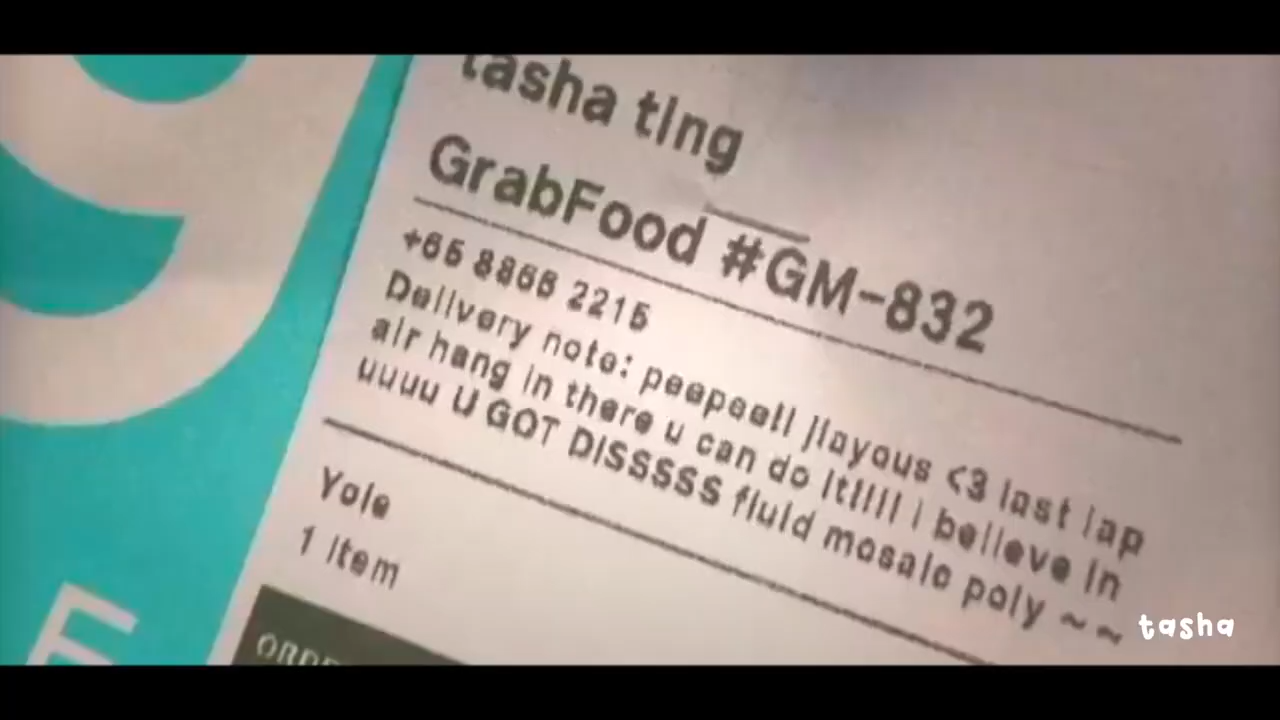 tasha ting
GrabFood #GM-832
+65 8866 2215
Delivery note: peepeell jlayous <3 last lap
air hang in there u can do it!!!! i believe in
uuuu U GOT DISSSSS fluid mosaic poly ~~
Yole
1 item
tasha